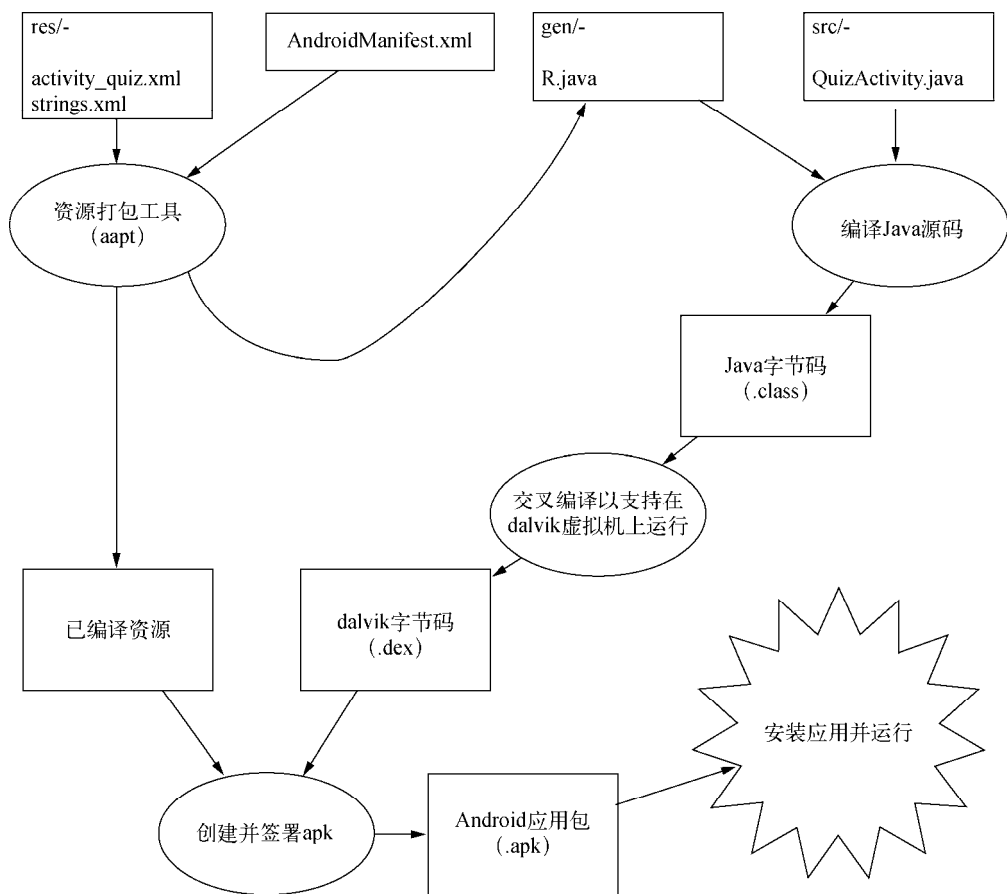 res/-
activity_quiz.xml
strings.xml
AndroidManifest.xml
gen/-
R.java
src/-
QuizActivity.java
资源打包工具
（aapt）
编译Java源码
Java字节码
（.class）
交叉编译以支持在
dalvik虚拟机上运行
已编译资源
dalvik字节码
（.dex）
安装应用并运行
创建并签署apk
Android应用包
（.apk）